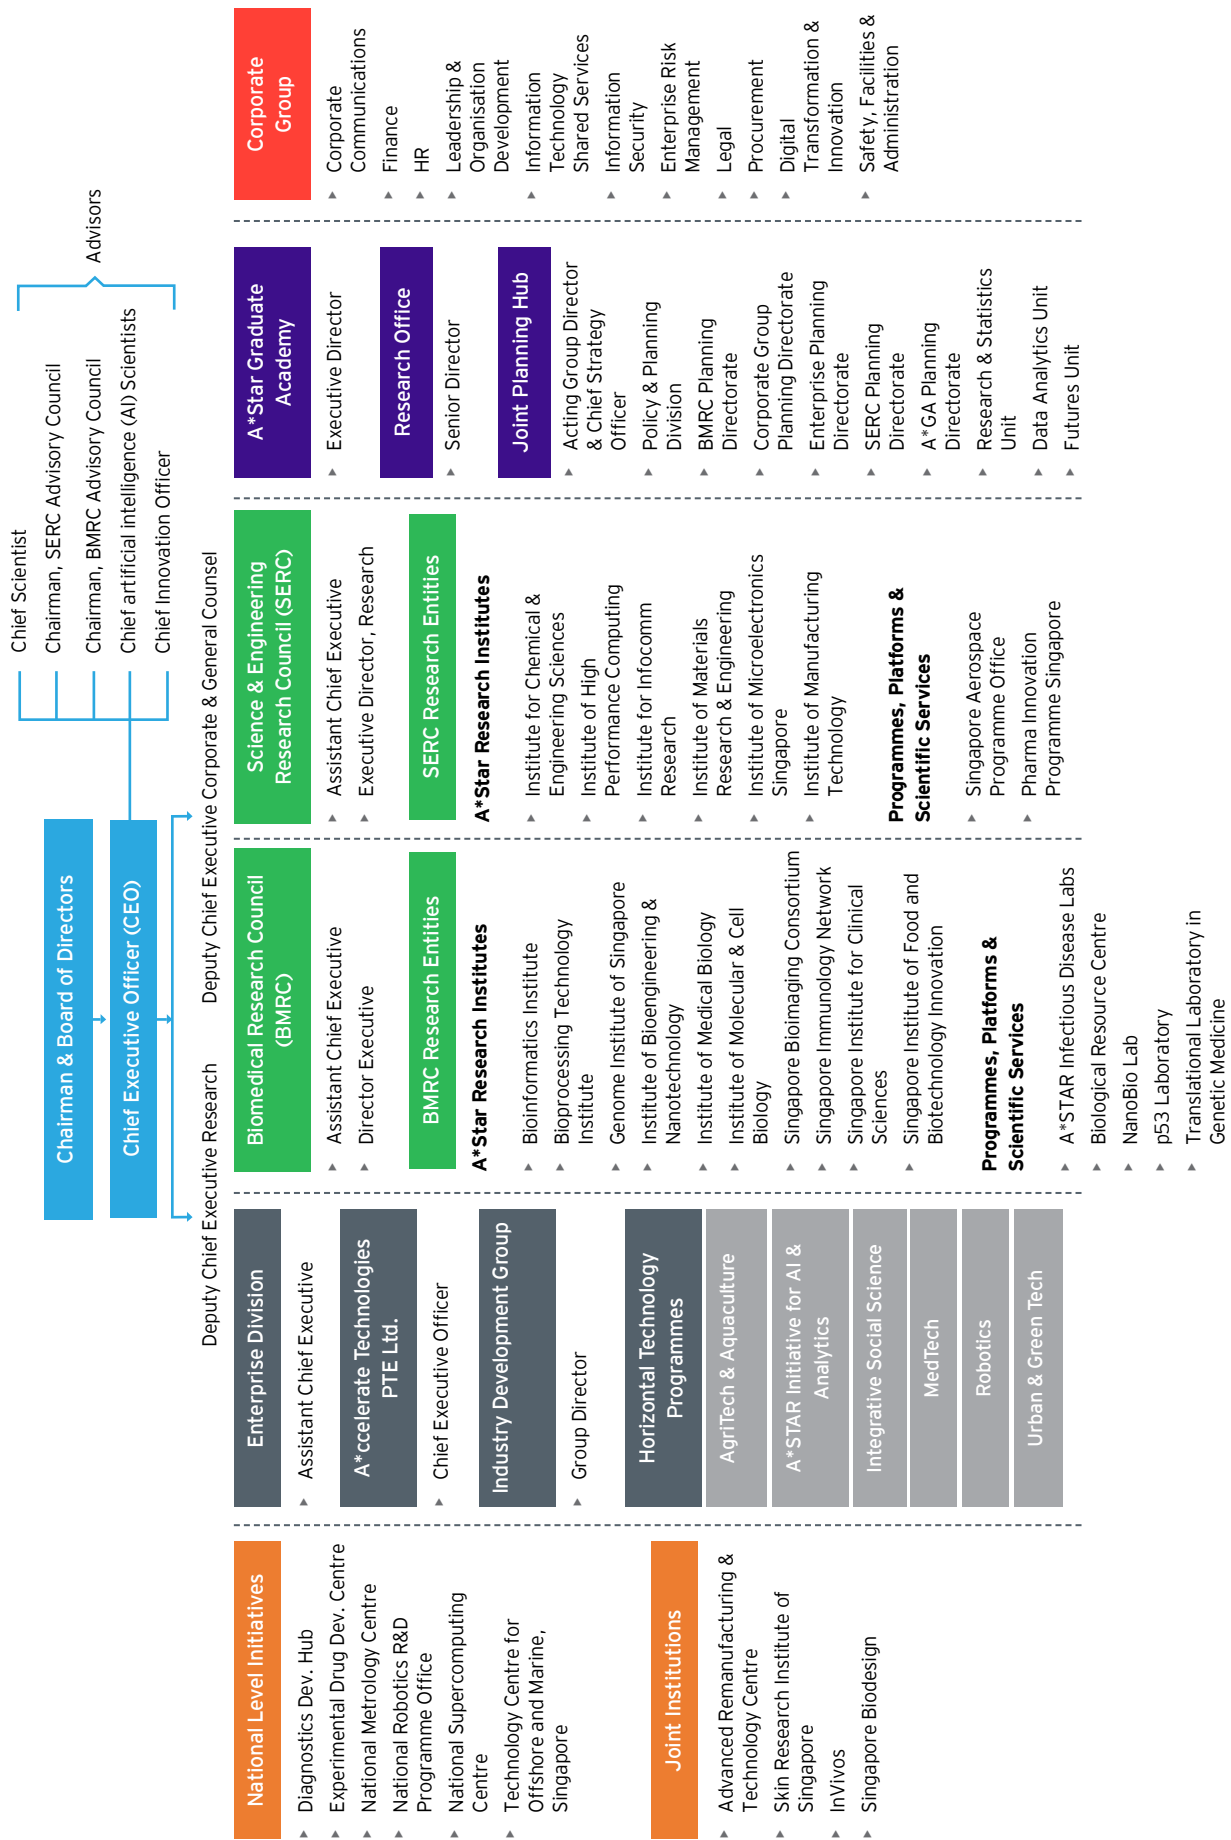 Chairman & Board of Directors
Chief Executive Officer (CEO)
Chief Scientist
Chairman, SERC Advisory Council
Chairman, BMRC Advisory Council
Chief artificial intelligence (AI) Scientists
Chief Innovation Officer
Advisors
Deputy Chief Executive Research
Deputy Chief Executive Corporate & General Counsel
National Level Initiatives
Diagnostics Dev. Hub
Experimental Drug Dev. Centre
National Metrology Centre
National Robotics R&D
Programme Office
National Supercomputing
Centre
Technology Centre for
Offshore and Marine,
Singapore
Joint Institutions
Advanced Remanufacturing &
Technology Centre
Skin Research Institute of
Singapore
InVivos
Singapore Biodesign
Enterprise Division
Assistant Chief Executive
A*ccelerate Technologies
PTE Ltd.
Chief Executive Officer
Industry Development Group
Group Director
Horizontal Technology
Programmes
AgriTech & Aquaculture
A*STAR Initiative for AI &
Analytics
Integrative Social Science
MedTech
Robotics
Urban & Green Tech
Biomedical Research Council
(BMRC)
Assistant Chief Executive
Director Executive
BMRC Research Entities
A*Star Research Institutes
Bioinformatics Institute
Bioprocessing Technology
Institute
Genome Institute of Singapore
Institute of Bioengineering &
Nanotechnology
Institute of Medical Biology
Institute of Molecular & Cell
Biology
Singapore Bioimaging Consortium
Singapore Immunology Network
Singapore Institute for Clinical
Sciences
Singapore Institute of Food and
Biotechnology Innovation
Programmes, Platforms &
Scientific Services
A*STAR Infectious Disease Labs
Biological Resource Centre
NanoBio Lab
p53 Laboratory
Translational Laboratory in
Genetic Medicine
Science & Engineering
Research Council (SERC)
Assistant Chief Executive
Executive Director, Research
SERC Research Entities
A*Star Research Institutes
Institute for Chemical &
Engineering Sciences
Institute of High
Performance Computing
Institute for Infocomm
Research
Institute of Materials
Research & Engineering
Institute of Microelectronics
Singapore
Institute of Manufacturing
Technology
Programmes, Platforms &
Scientific Services
Singapore Aerospace
Programme Office
Pharma Innovation
Programme Singapore
A*Star Graduate
Academy
Executive Director
Research Office
Senior Director
Joint Planning Hub
Acting Group Director
& Chief Strategy
Officer
Policy & Planning
Division
BMRC Planning
Directorate
Corporate Group
Planning Directorate
Enterprise Planning
Directorate
SERC Planning
Directorate
A*GA Planning
Directorate
Research & Statistics
Unit
Data Analytics Unit
Futures Unit
Corporate
Group
Corporate
Communications
Finance
HR
Leadership &
Organisation
Development
Information
Technology
Shared Services
Information
Security
Enterprise Risk
Management
Legal
Procurement
Digital
Transformation &
Innovation
Safety, Facilities &
Administration